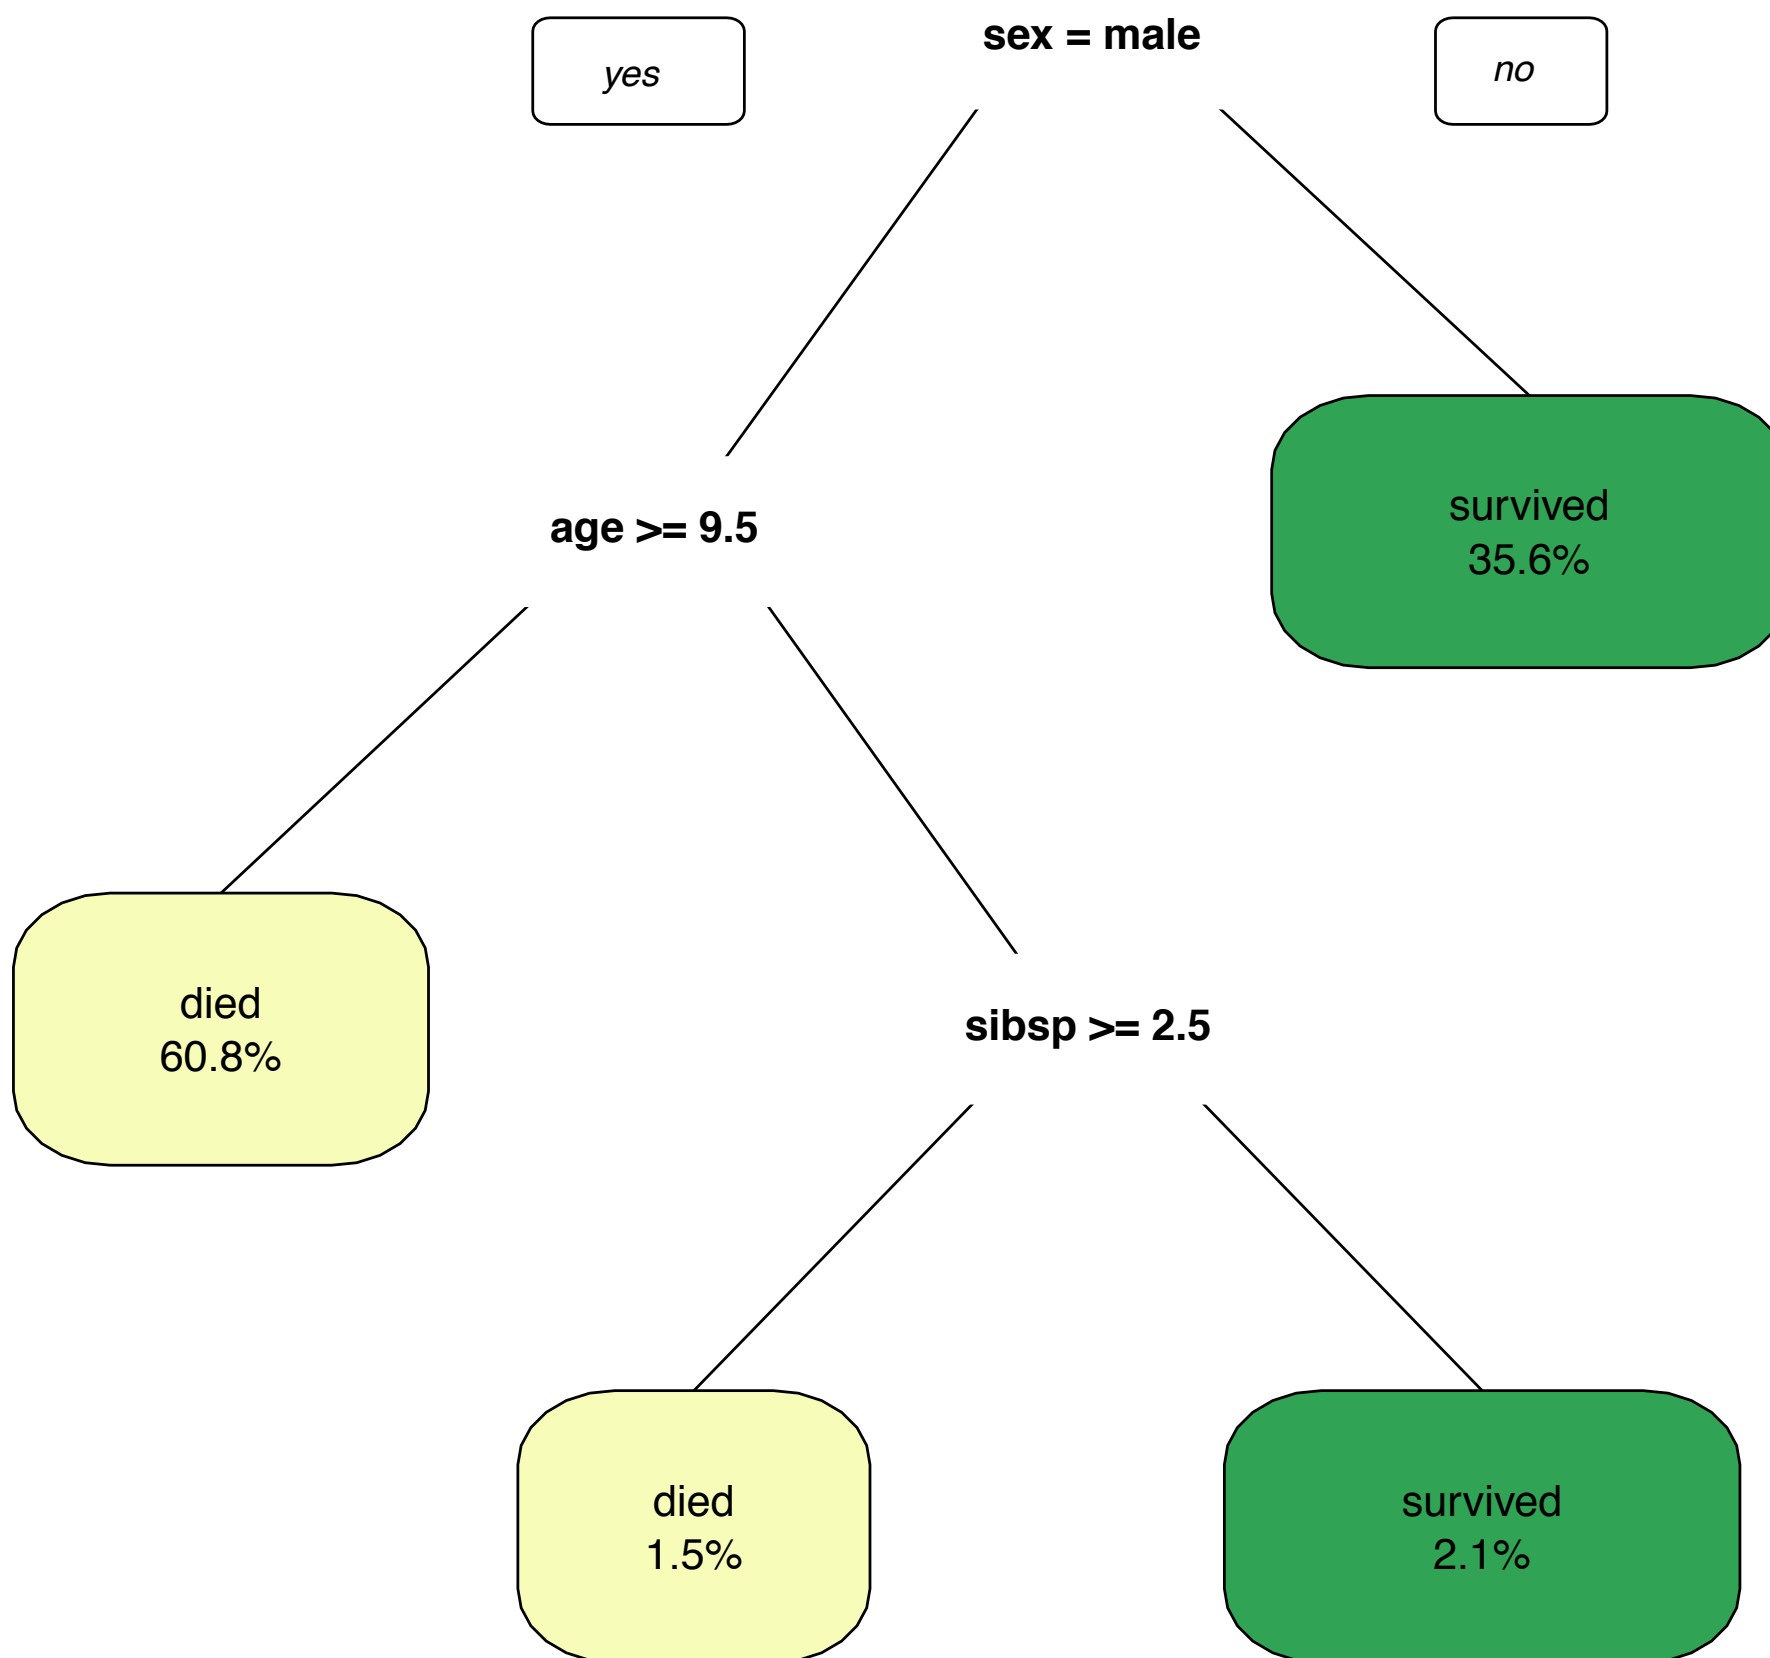 yes
sex = male
no
age >= 9.5
survived
35.6%
died
60.8%
sibsp >= 2.5
died
1.5%
survived
2.1%